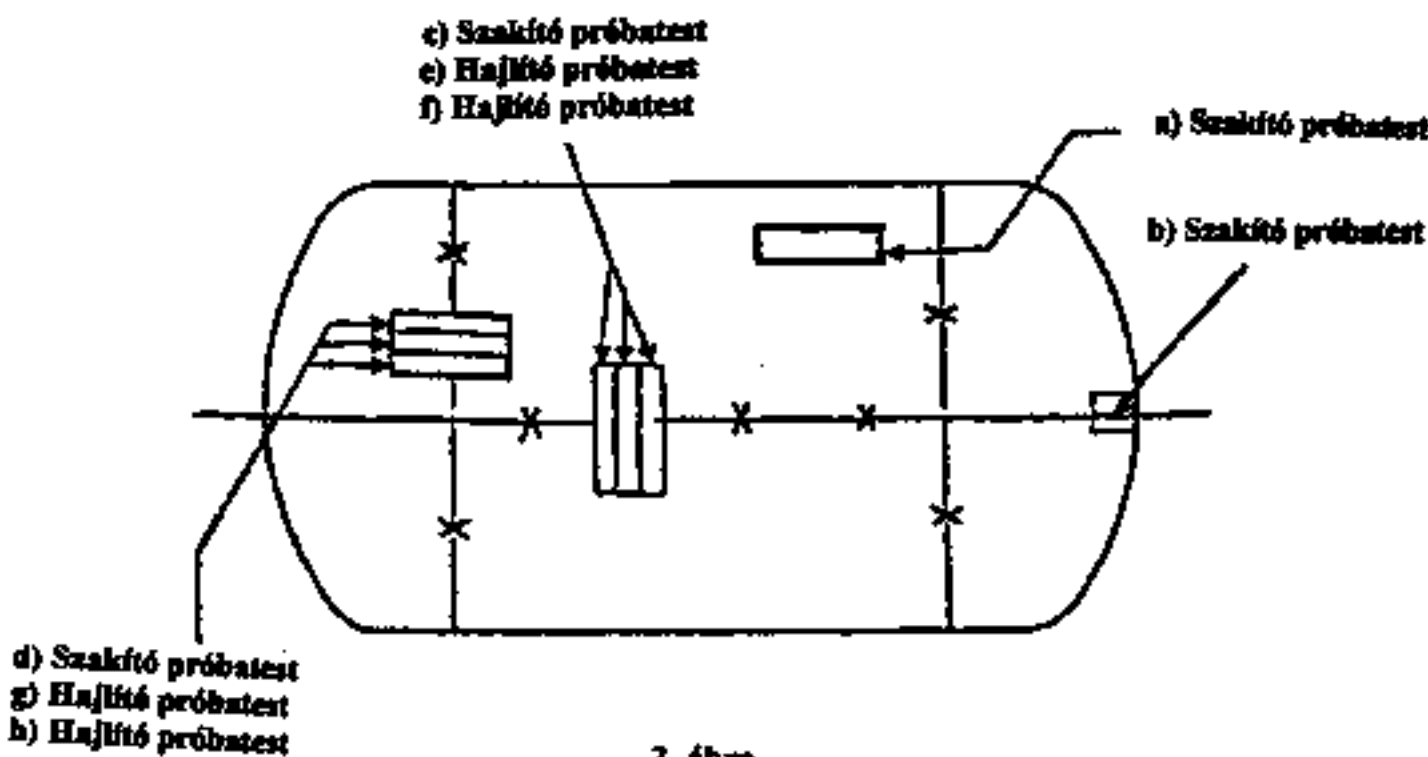 c) Szakító próbatest
e) Hajlító próbatest
f) Hajlító próbatest
a) Szakító próbatest
b) Szakító próbatest
d) Szakító próbatest
g) Hajlító próbatest
h) Hajlító próbatest